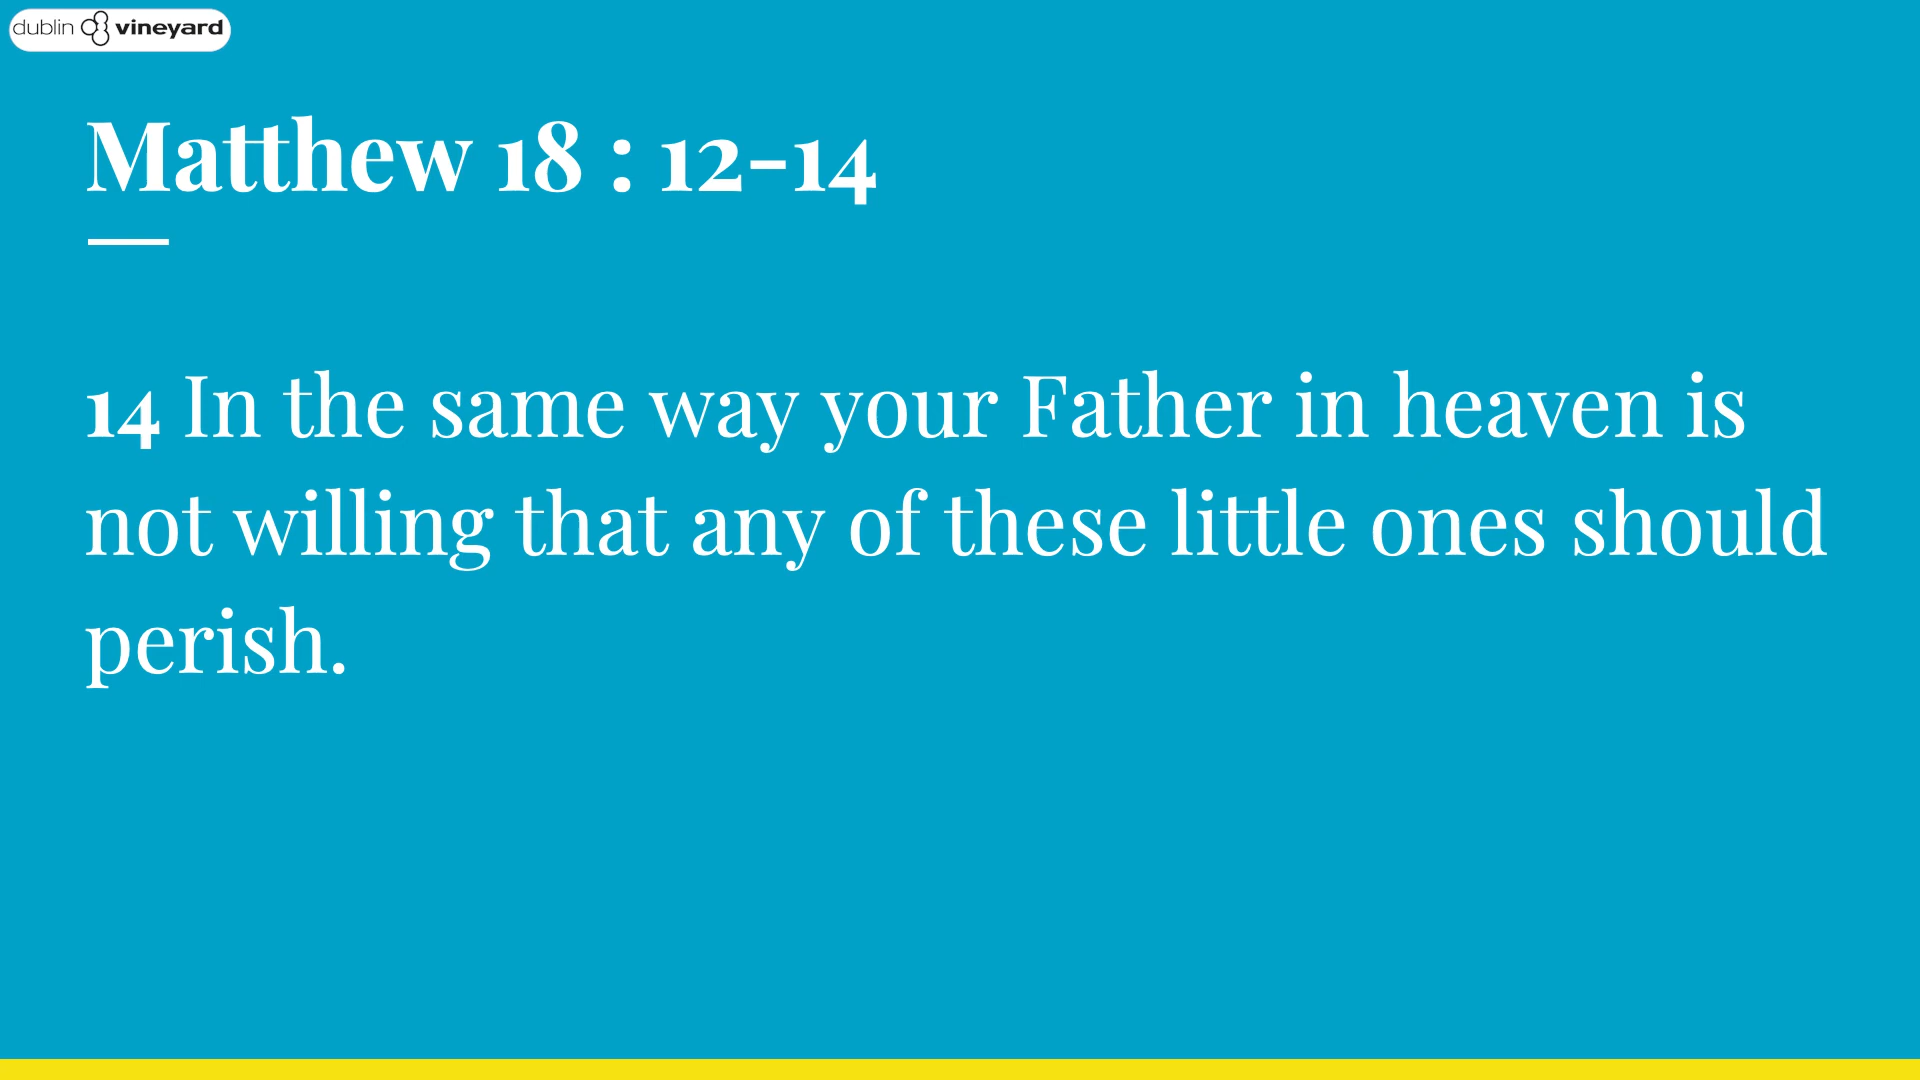 dublin vineyard
Matthew 18 : 12-14
14 In the same way your Father in heaven is
not willing that any of these little ones should
perish.